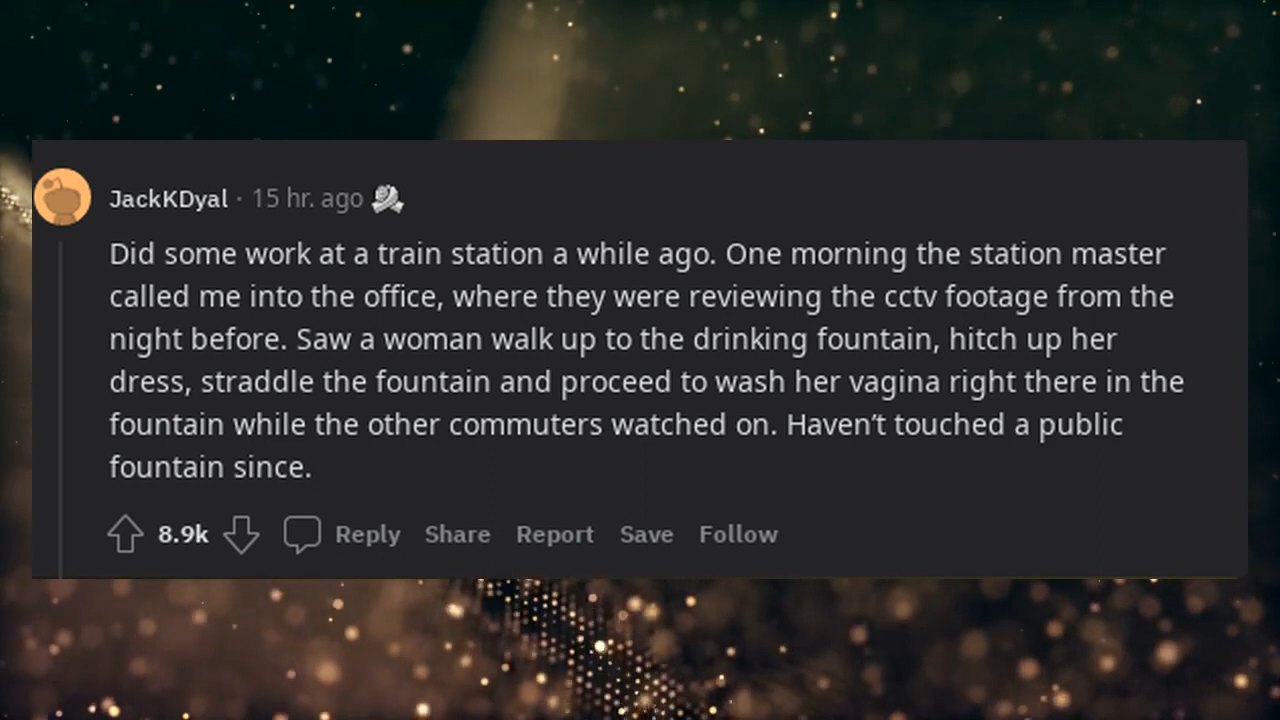 JackKDyal · 15 hr. ago
Did some work at a train station a while ago. One morning the station master
called me into the office, where they were reviewing the cctv footage from the
night before. Saw a woman walk up to the drinking fountain, hitch up her
dress, straddle the fountain and proceed to wash her vagina right there in the
fountain while the other commuters watched on. Haven’t touched a public
fountain since.
8.9k Reply Share Report Save Follow